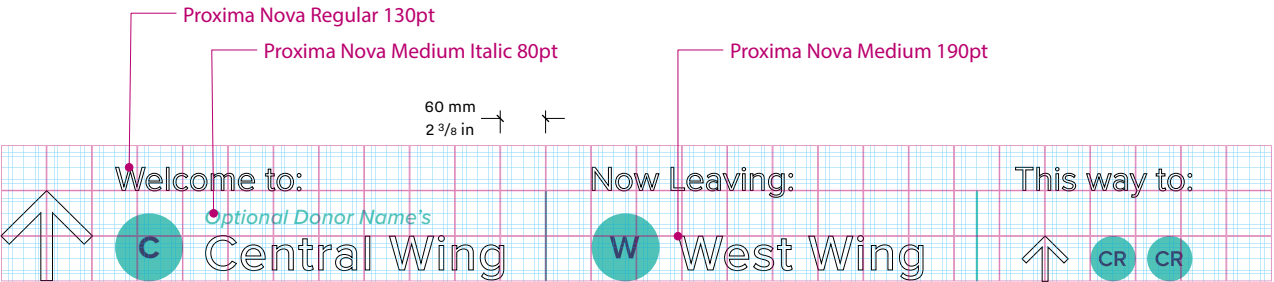 Proxima Nova Regular 130pt
Proxima Nova Medium Italic 80pt
Proxima Nova Medium 190pt
60 mm
2 3/8 in
Welcome to:
Optional Donor Name's
C
Central Wing
Now Leaving:
W
West Wing
This way to:
CR
CR